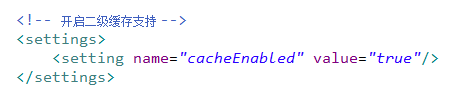 <!-- 开启二级缓存支持 -->
<settings>
    <setting name="cacheEnabled" value="true"/>
</settings>